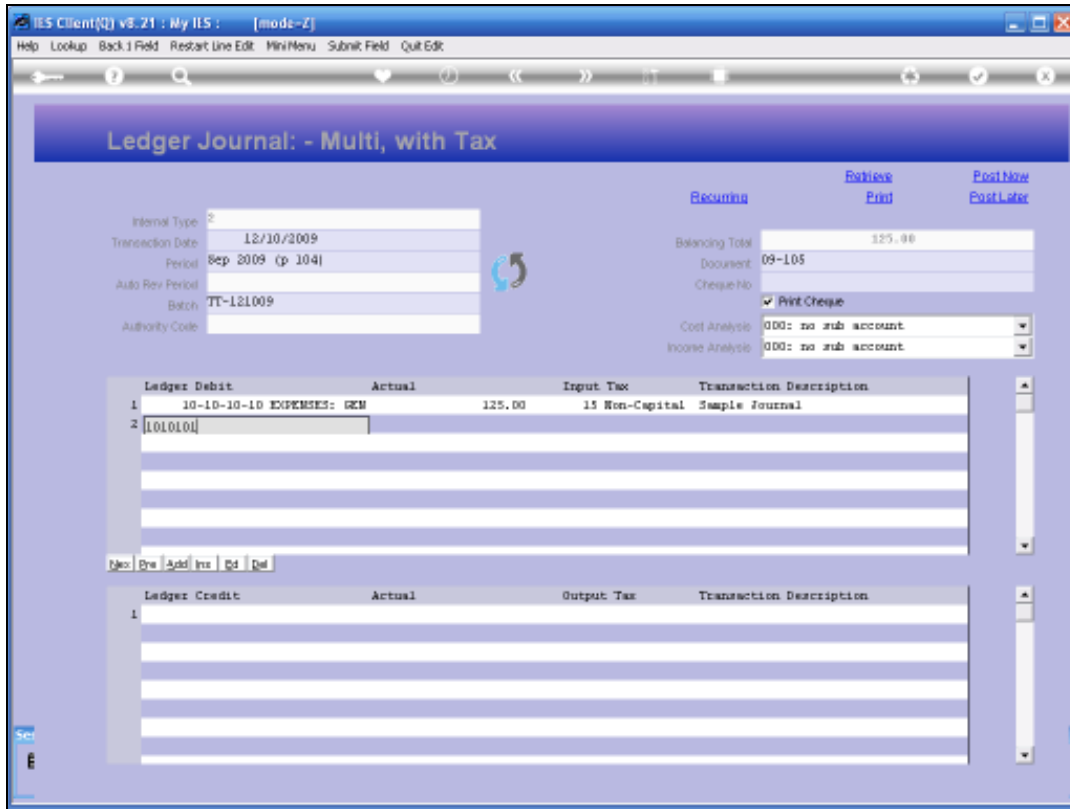 IES Client(Q) v8.21 : My IES : [mode-Z]
Help Lookup Back 1 Field Restart Line Edit MiniMenu Submit Field Quit Edit
Ledger Journal: - Multi, with Tax
Retrieve Post Now
Recurring Print Post Later
Internal Type 2
Transaction Date 12/10/2009 Balancing Total 125.00
Period Sep 2009 (p 104) Document 09-105
Auto Rev Period Cheque No
Batch TT-121009 Print Cheque
Authority Code Cost Analysis 000: no sub account
Income Analysis 000: no sub account
Ledger Debit Actual Input Tax Transaction Description
1 10-10-10-10 EXPENSES: GEN 125.00 15 Non-Capital Sample Journal
2 1010101
Nex Pre Add Ins Ed Del
Ledger Credit Actual Output Tax Transaction Description
1